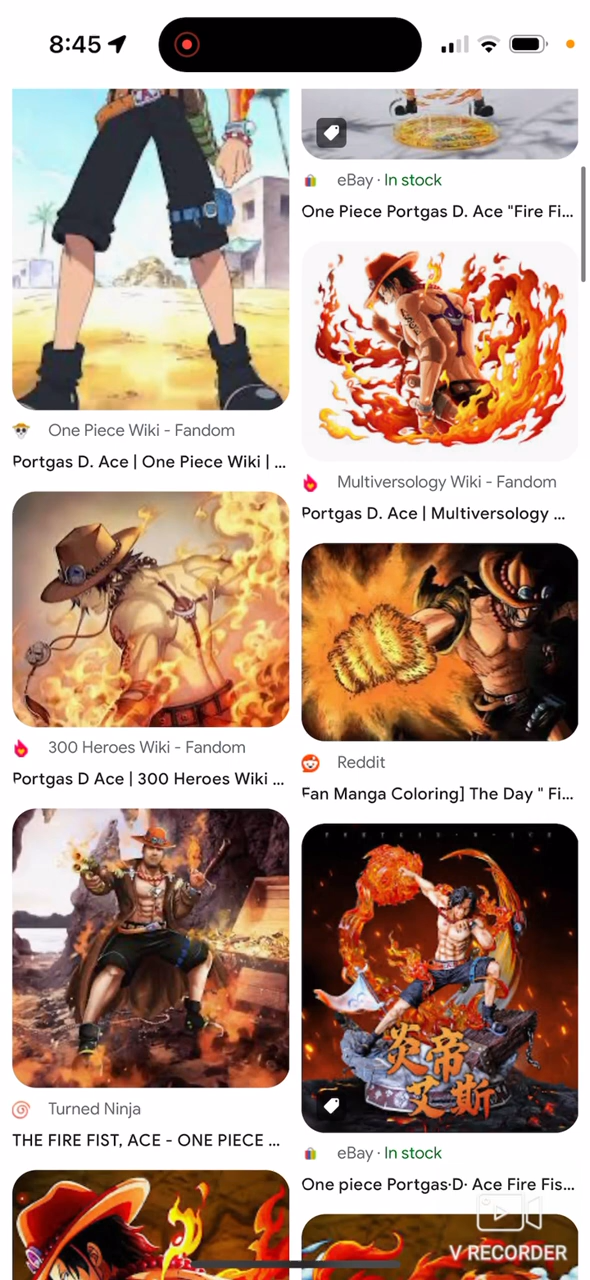 8:45
eBay · In stock
One Piece Portgas D. Ace "Fire Fi...
One Piece Wiki - Fandom
Portgas D. Ace | One Piece Wiki | ...
Multiversology Wiki - Fandom
Portgas D. Ace | Multiversology ...
300 Heroes Wiki - Fandom
Portgas D Ace | 300 Heroes Wiki ...
Reddit
Fan Manga Coloring] The Day " Fi...
PORTGAS·D·ACE
炎帝
艾斯
Turned Ninja
THE FIRE FIST, ACE - ONE PIECE ...
eBay · In stock
One piece Portgas·D· Ace Fire Fis...
V RECORDER